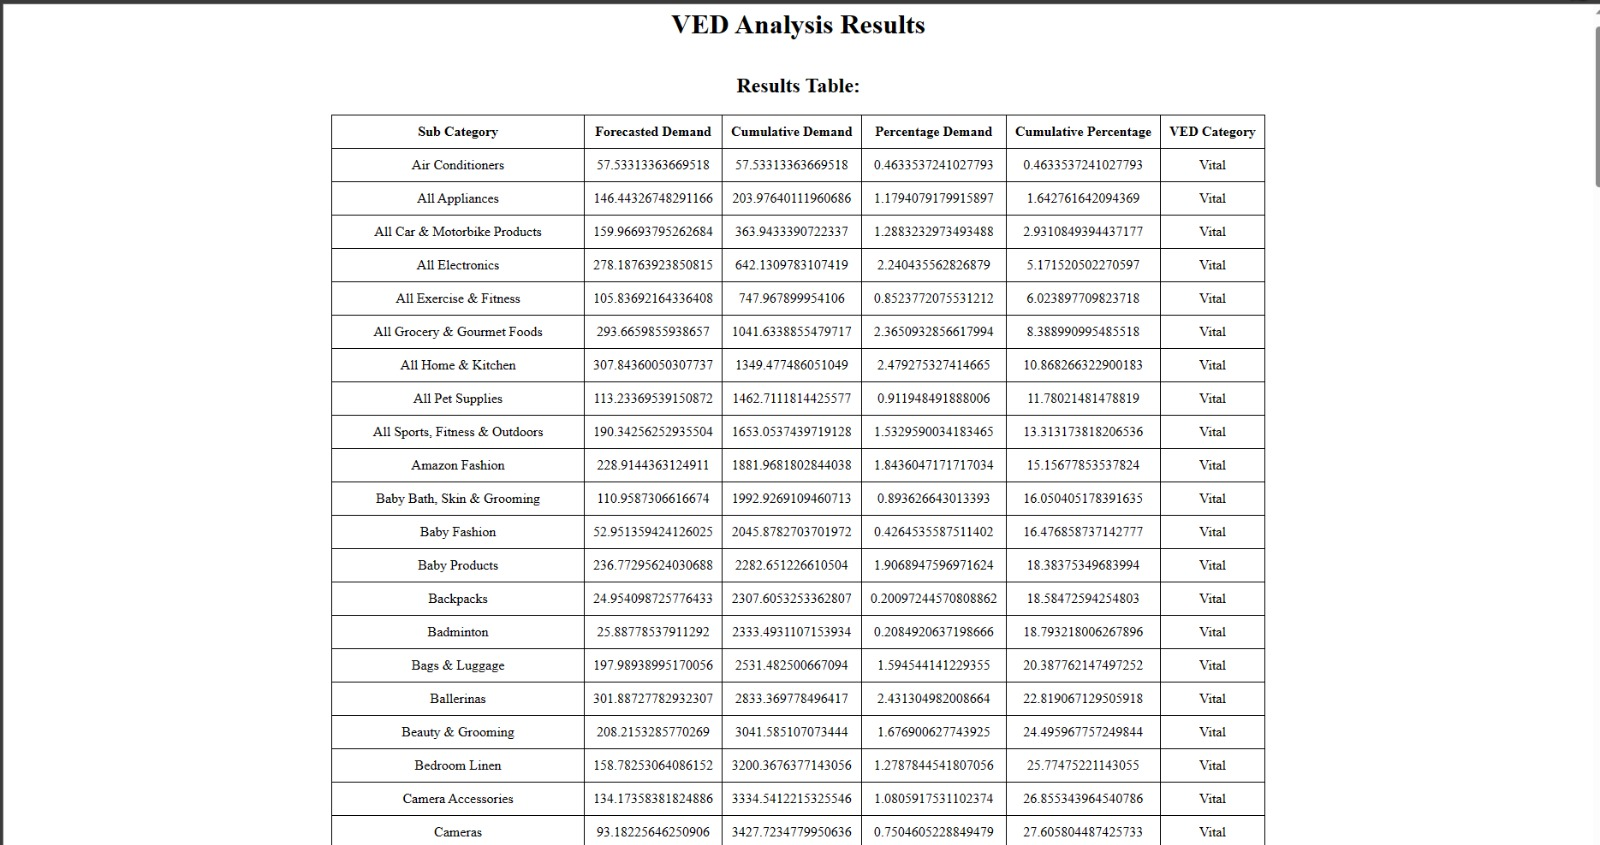 VED Analysis Results
Results Table:
Sub Category Forecasted Demand Cumulative Demand Percentage Demand Cumulative Percentage VED Category
Air Conditioners 57.53313363669518 57.53313363669518 0.4633537241027793 0.4633537241027793 Vital
All Appliances 146.44326748291166 203.97640111960686 1.1794079179915897 1.642761642094369 Vital
All Car & Motorbike Products 159.96693795262684 363.9433390722337 1.2883232973493488 2.9310849394437177 Vital
All Electronics 278.18763923850815 642.1309783107419 2.240435562826879 5.171520502270597 Vital
All Exercise & Fitness 105.83692164336408 747.967899954106 0.8523772075531212 6.023897709823718 Vital
All Grocery & Gourmet Foods 293.6659855938657 1041.6338855479717 2.3650932856617994 8.388990995485518 Vital
All Home & Kitchen 307.84360050307737 1349.477486051049 2.479275327414665 10.868266322900183 Vital
All Pet Supplies 113.23369539150872 1462.7111814425577 0.911948491888006 11.78021481478819 Vital
All Sports, Fitness & Outdoors 190.34256252935504 1653.0537439719128 1.5329590034183465 13.313173818206536 Vital
Amazon Fashion 228.9144363124911 1881.9681802844038 1.8436047171717034 15.15677853537824 Vital
Baby Bath, Skin & Grooming 110.9587306616674 1992.9269109460713 0.893626643013393 16.050405178391635 Vital
Baby Fashion 52.951359424126025 2045.8782703701972 0.4264535587511402 16.476858737142777 Vital
Baby Products 236.77295624030688 2282.651226610504 1.9068947596971624 18.38375349683994 Vital
Backpacks 24.954098725776433 2307.6053253362807 0.20097244570808862 18.58472594254803 Vital
Badminton 25.88778537911292 2333.4931107153934 0.2084920637198666 18.793218006267896 Vital
Bags & Luggage 197.98938995170056 2531.482500667094 1.594544141229355 20.387762147497252 Vital
Ballerinas 301.88727782932307 2833.369778496417 2.431304982008664 22.819067129505918 Vital
Beauty & Grooming 208.2153285770269 3041.585107073444 1.676900627743925 24.495967757249844 Vital
Bedroom Linen 158.78253064086152 3200.3676377143056 1.2787844541807056 25.77475221143055 Vital
Camera Accessories 134.17358381824886 3334.5412215325546 1.0805917531102374 26.855343964540786 Vital
Cameras 93.18225646250906 3427.7234779950636 0.7504605228849479 27.605804487425733 Vital